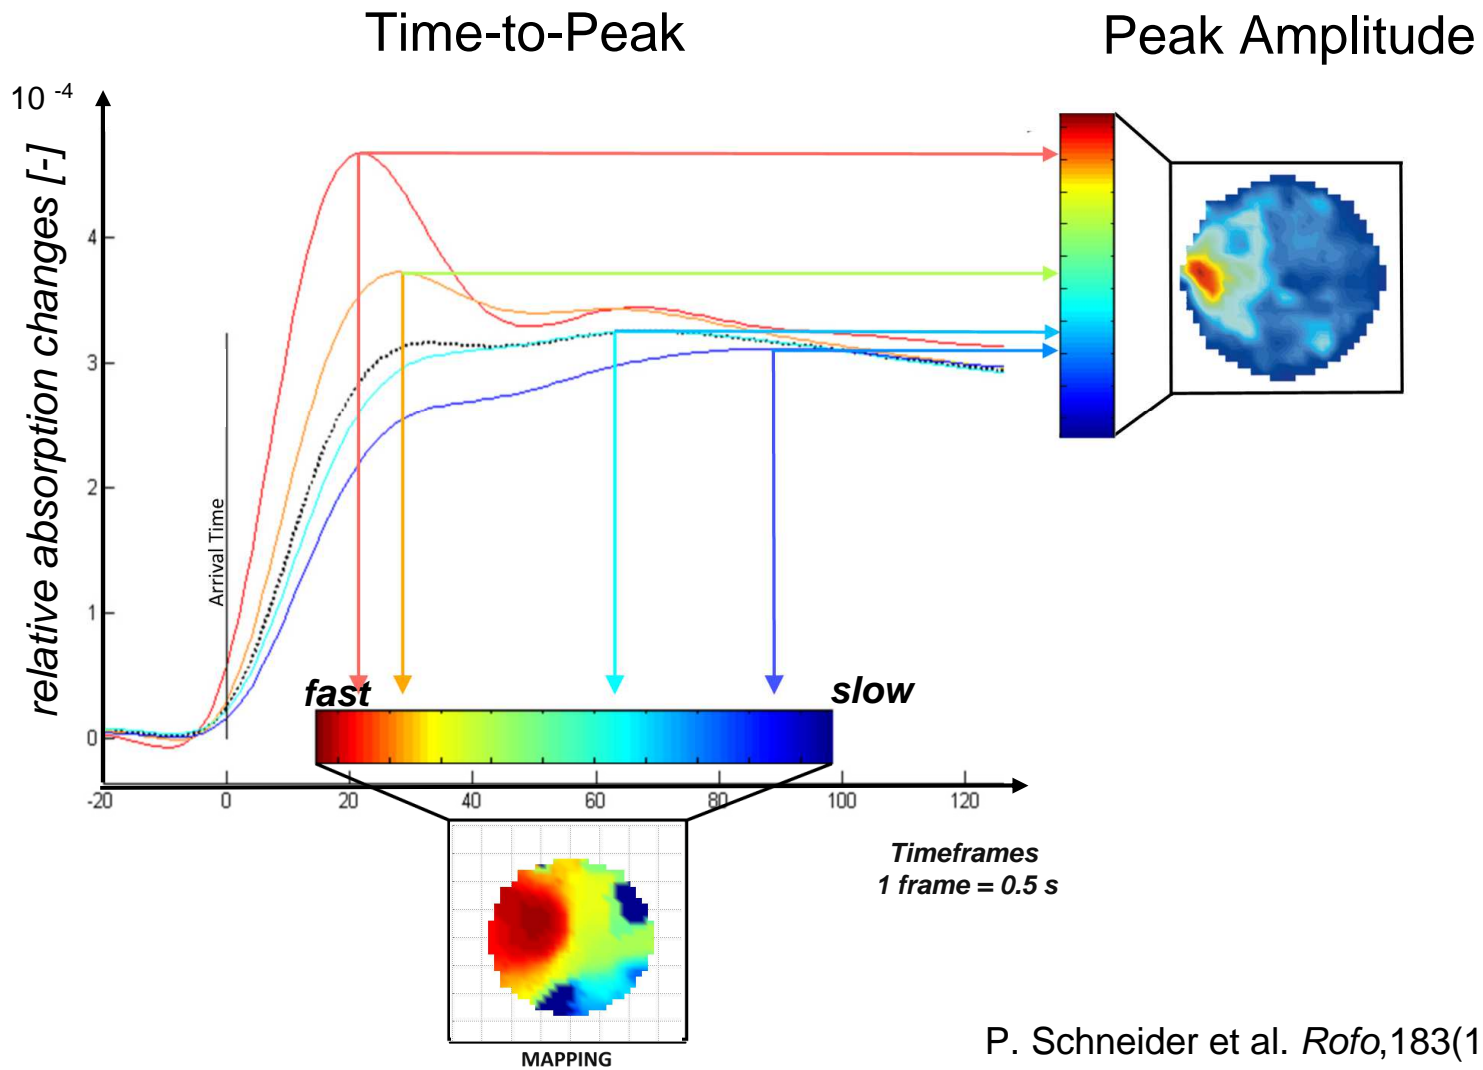 Time-to-Peak
Peak Amplitude
10 -4
relative absorption changes [-]
4
3
2
1
0
Arrival Time
fast
slow
-20 0 20 40 60 80 100 120
Timeframes
1 frame = 0.5 s
MAPPING
P. Schneider et al. Rofo,183(1